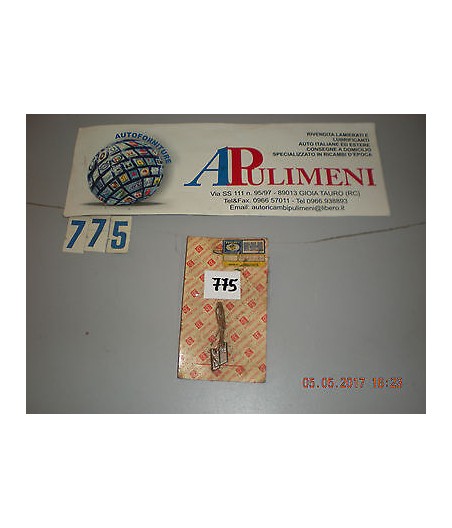 AUTOFORNITURE
APULIMENI
RIVENDITA LAMIERATI E
LUBRIFICANTI
AUTO ITALIANE ED ESTERE
CONSEGNE A DOMICILIO
SPECIALIZZATO IN RICAMBI D'EPOCA
Via SS 111 n. 95/97 - 89013 GIOIA TAURO (RC)
Tel&Fax. 0966 57011 - Tel 0966.938893
Email: autoricambipulimeni@libero.it
775
775
05.05.2017 18:23